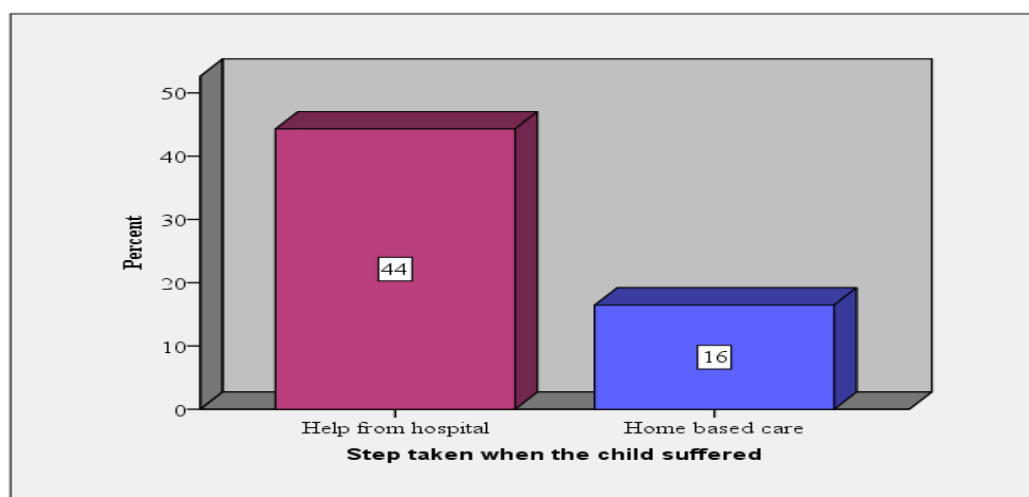 Percent
50
40
30
20
10
0
44
16
Help from hospital
Home based care
Step taken when the child suffered